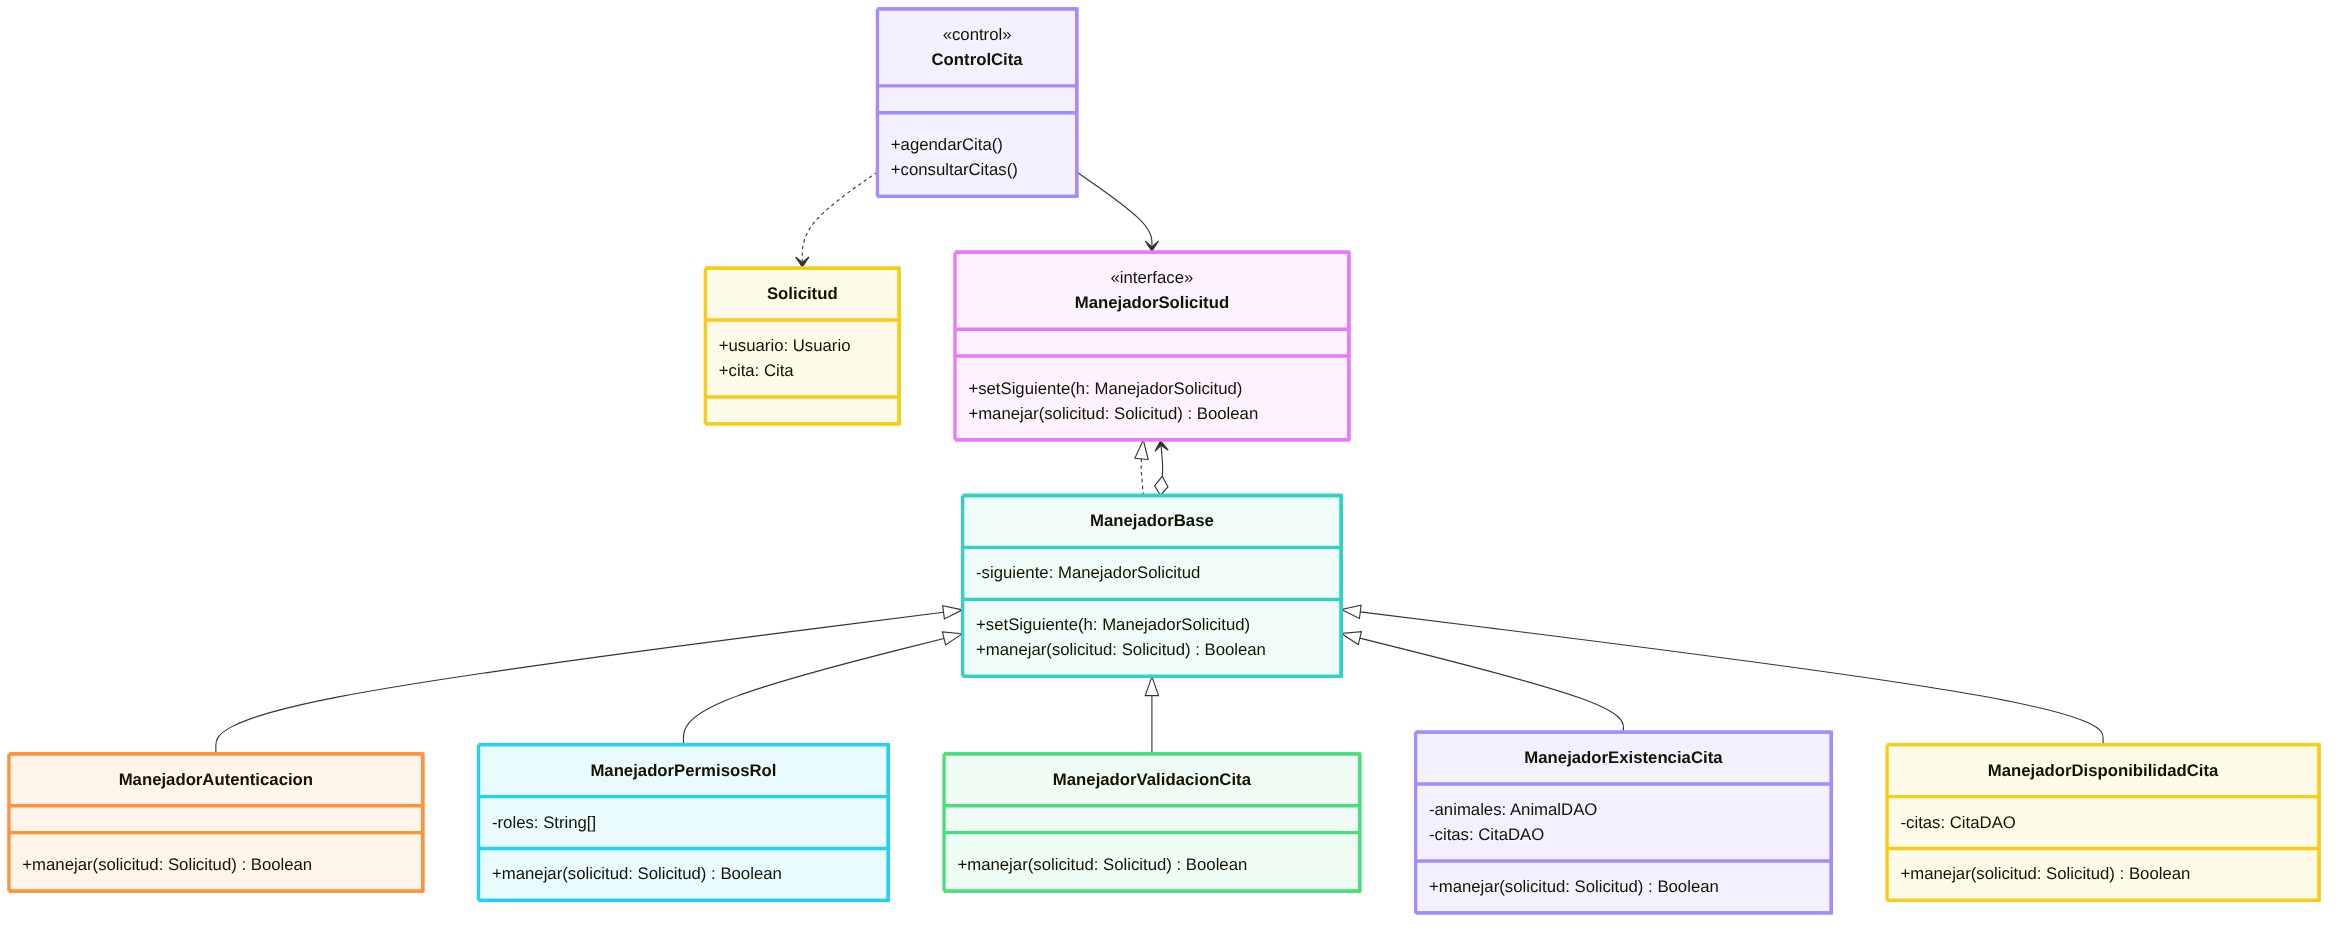 «control»
ControlCita
+agendarCita()
+consultarCitas()
Solicitud
+usuario: Usuario
+cita: Cita
«interface»
ManejadorSolicitud
+setSiguiente(h: ManejadorSolicitud)
+manejar(solicitud: Solicitud) : Boolean
ManejadorBase
-siguiente: ManejadorSolicitud
+setSiguiente(h: ManejadorSolicitud)
+manejar(solicitud: Solicitud) : Boolean
ManejadorAutenticacion
+manejar(solicitud: Solicitud) : Boolean
ManejadorPermisosRol
-roles: String[]
+manejar(solicitud: Solicitud) : Boolean
ManejadorValidacionCita
+manejar(solicitud: Solicitud) : Boolean
ManejadorExistenciaCita
-animales: AnimalDAO
-citas: CitaDAO
+manejar(solicitud: Solicitud) : Boolean
ManejadorDisponibilidadCita
-citas: CitaDAO
+manejar(solicitud: Solicitud) : Boolean